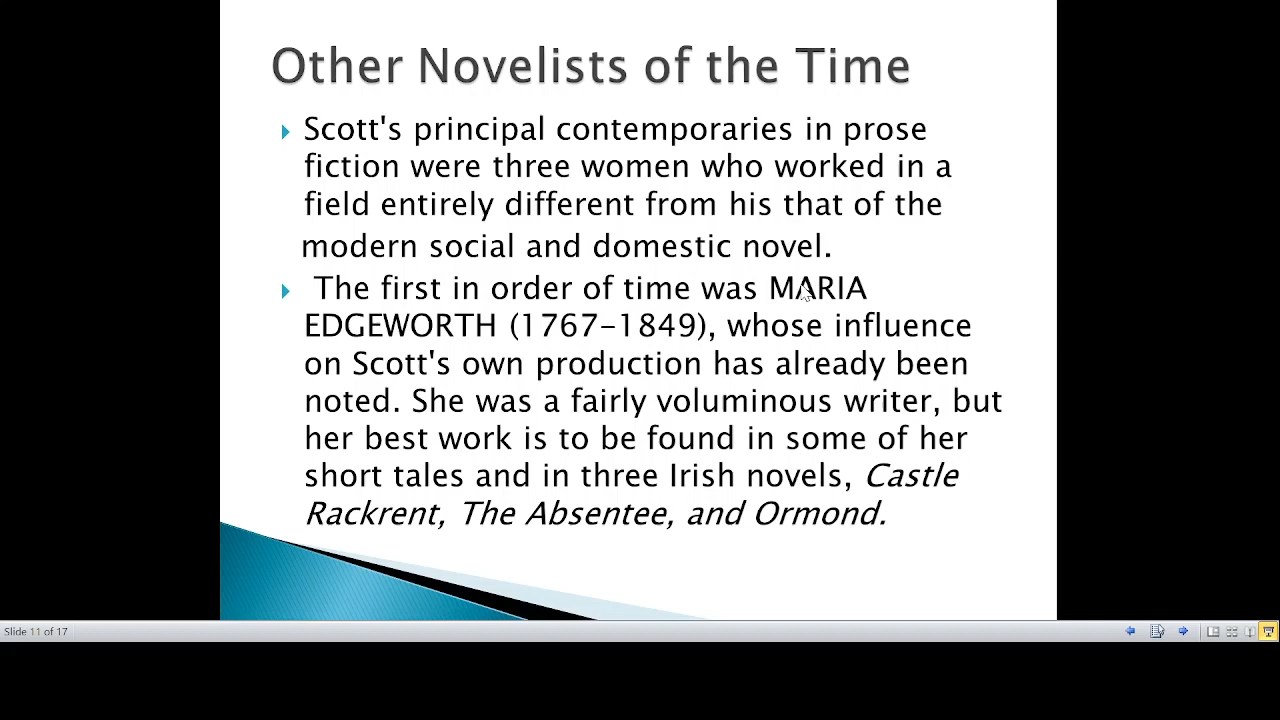 Other Novelists of the Time
Scott's principal contemporaries in prose
fiction were three women who worked in a
field entirely different from his that of the
modern social and domestic novel.
The first in order of time was MARIA
EDGEWORTH (1767-1849), whose influence
on Scott's own production has already been
noted. She was a fairly voluminous writer, but
her best work is to be found in some of her
short tales and in three Irish novels, Castle
Rackrent, The Absentee, and Ormond.
Slide 11 of 17